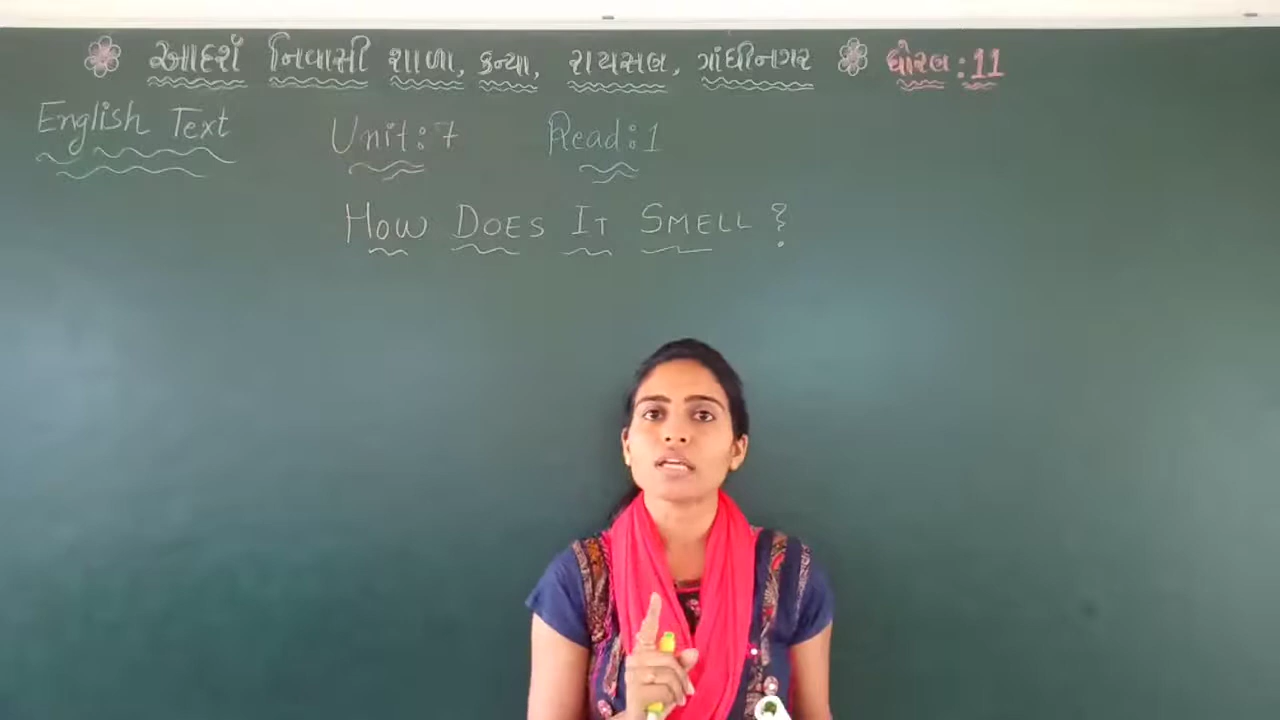 આદર્શ નિવાસી શાળા, કન્યા, રાયસણ, ગાંધીનગર ધોરણ : 11
English Text Unit : 7 Read : 1
How Does It Smell ?